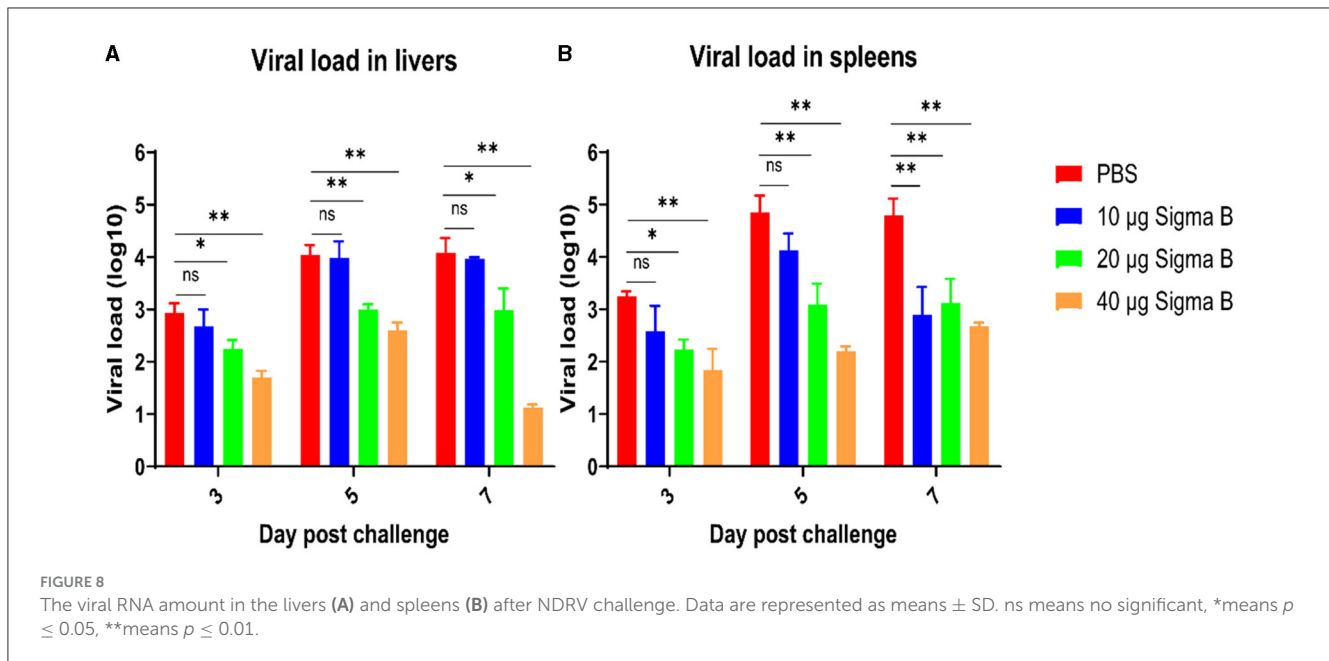 A
Viral load in livers
Viral load (log10)
6
5
4
3
2
1
0
ns
*
**
ns
**
**
ns
*
**
3
5
7
Day post challenge
B
Viral load in spleens
Viral load (log10)
6
5
4
3
2
1
0
ns
*
**
ns
**
**
**
**
**
3
5
7
Day post challenge
PBS
10 µg Sigma B
20 µg Sigma B
40 µg Sigma B
FIGURE 8
The viral RNA amount in the livers (A) and spleens (B) after NDRV challenge. Data are represented as means ± SD. ns means no significant, *means p
≤ 0.05, **means p ≤ 0.01.